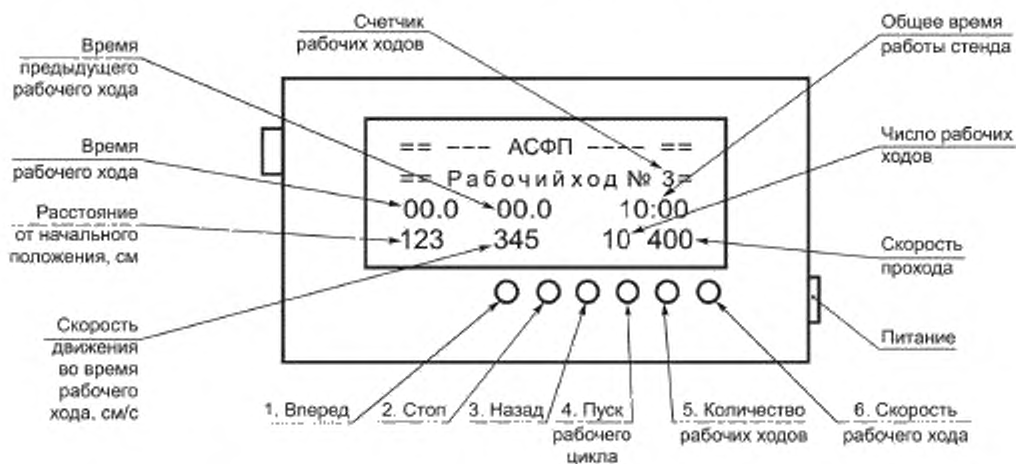 Счетчик
рабочих ходов
Общее время
работы стенда
Время
предыдущего
рабочего хода
Время
рабочего хода
Расстояние
от начального
положения, см
Скорость
движения
во время
рабочего
хода, см/с
== --- АСФП ---- ==
== Рабочийход № 3=
00.0 00.0 10:00
123 345 10 400
Число рабочих
ходов
Скорость
прохода
Питание
1. Вперед
2. Стоп
3. Назад
4. Пуск
рабочего
цикла
5. Количество
рабочих ходов
6. Скорость
рабочего хода